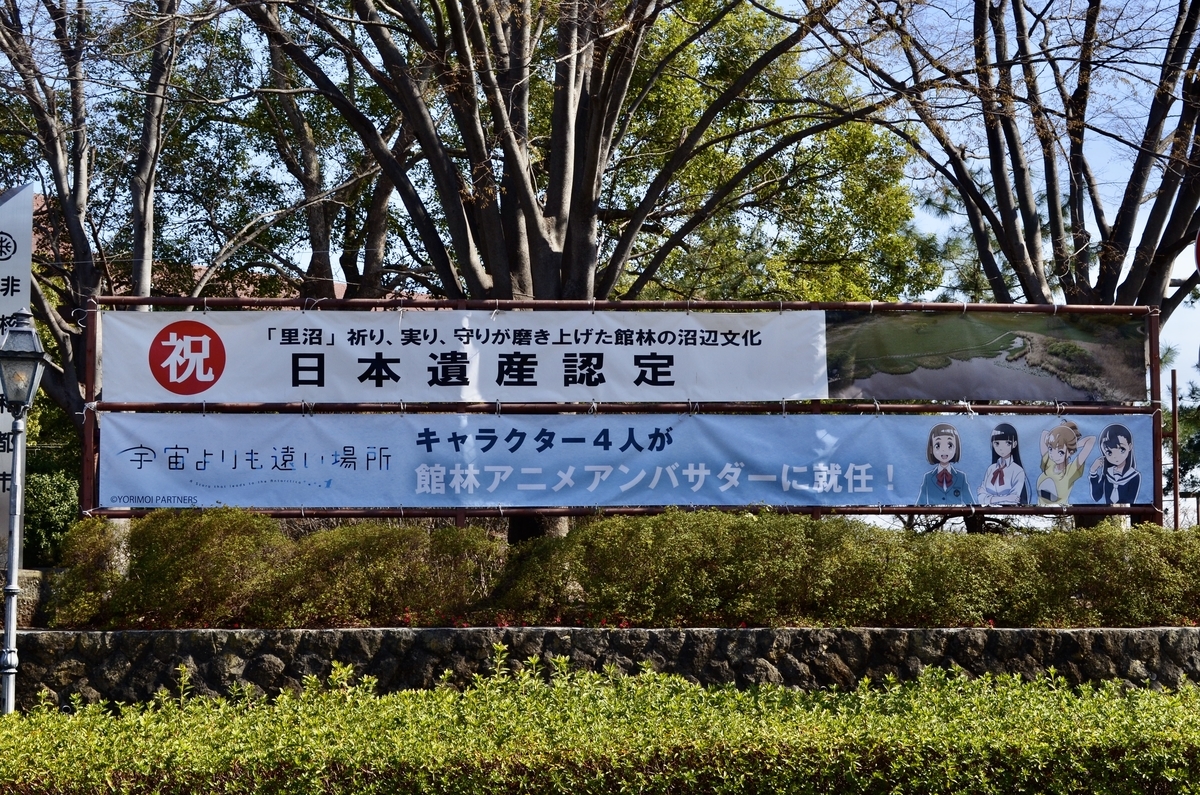 非
都
市
祝
「里沼」祈り、実り、守りが磨き上げた館林の沼辺文化
日本遺産認定
宇宙よりも遠い場所
©YORIMOI PARTNERS
キャラクター4人が
館林アニメアンバサダーに就任！